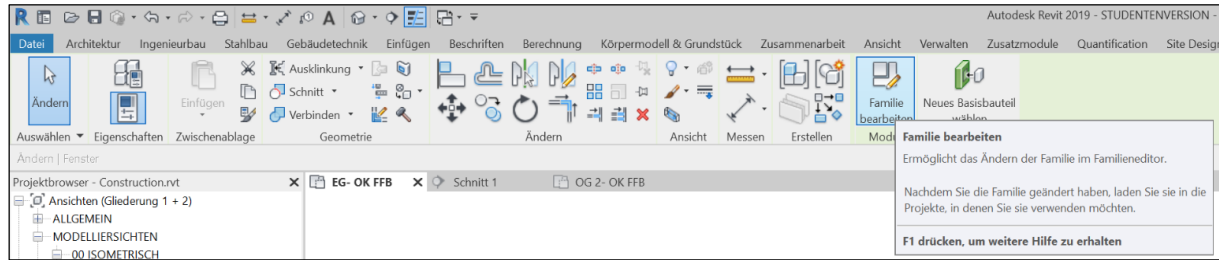 Autodesk Revit 2019 - STUDENTENVERSION -
Datei Architektur Ingenieurbau Stahlbau Gebäudetechnik Einfügen Beschriften Berechnung Körpermodell & Grundstück Zusammenarbeit Ansicht Verwalten Zusatzmodule Quantification Site Desig
Ändern
Einfügen
Ausklinkung
Schnitt
Verbinden
Familie
bearbeiten
Neues Basisbauteil
wählen
Auswählen Eigenschaften Zwischenablage Geometrie Ändern Ansicht Messen Erstellen Mod
Familie bearbeiten
Ermöglicht das Ändern der Familie im Familieneditor.
Nachdem Sie die Familie geändert haben, laden Sie sie in die
Projekte, in denen Sie sie verwenden möchten.
F1 drücken, um weitere Hilfe zu erhalten
Ändern | Fenster
Projektbrowser - Construction.rvt
EG- OK FFB
Schnitt 1
OG 2- OK FFB
Ansichten (Gliederung 1 + 2)
ALLGEMEIN
MODELLIERSICHTEN
00 ISOMETRISCH